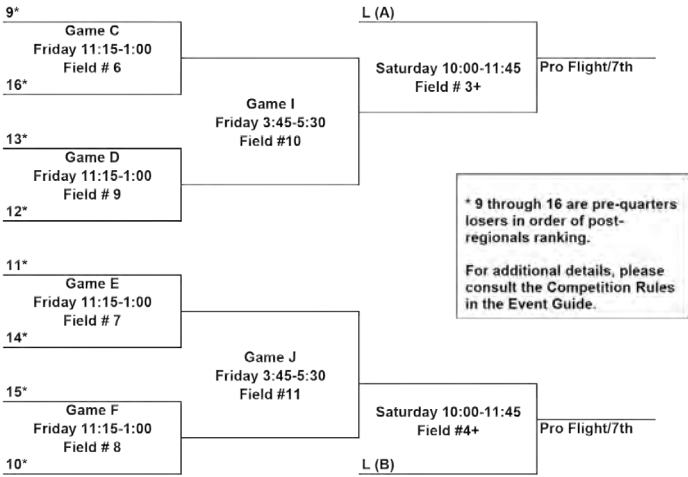 9*
Game C
Friday 11:15-1:00
Field # 6
16*
13*
Game D
Friday 11:15-1:00
Field # 9
12*
11*
Game E
Friday 11:15-1:00
Field # 7
14*
15*
Game F
Friday 11:15-1:00
Field # 8
10*
Game I
Friday 3:45-5:30
Field #10
Game J
Friday 3:45-5:30
Field #11
L (A)
Saturday 10:00-11:45
Field # 3+
Pro Flight/7th
* 9 through 16 are pre-quarters
losers in order of post-
regionals ranking.
For additional details, please
consult the Competition Rules
in the Event Guide.
Saturday 10:00-11:45
Field #4+
Pro Flight/7th
L (B)